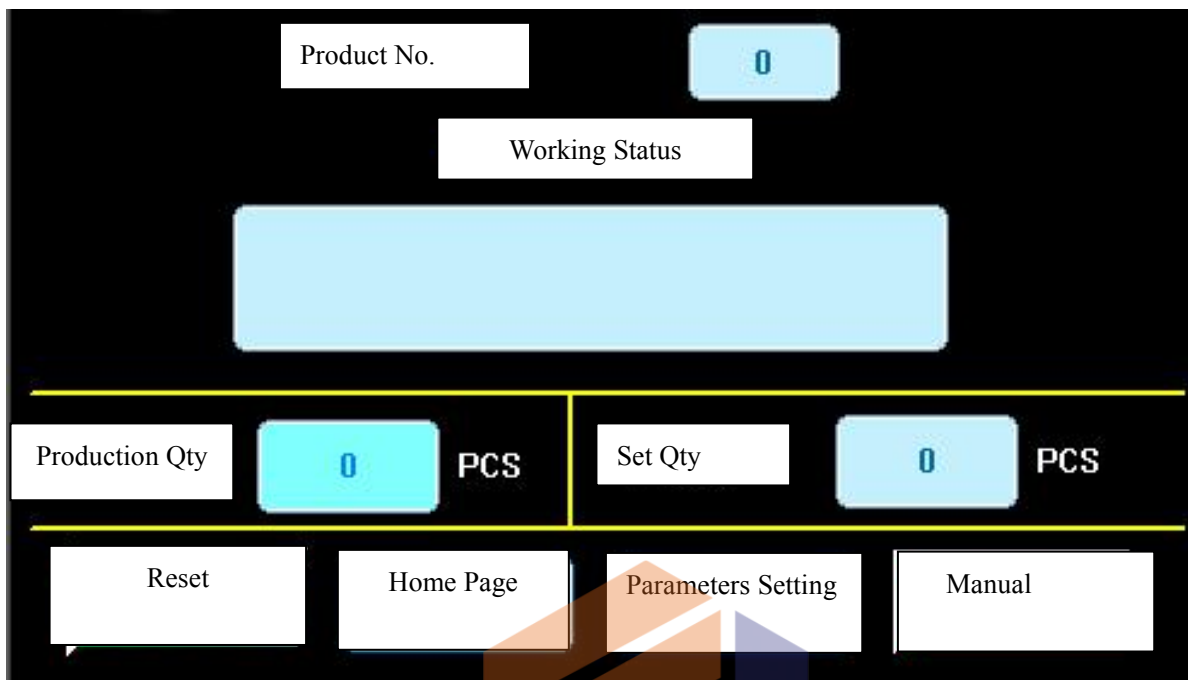 Product No. 0
Working Status
Production Qty 0 PCS Set Qty 0 PCS
Reset Home Page Parameters Setting Manual